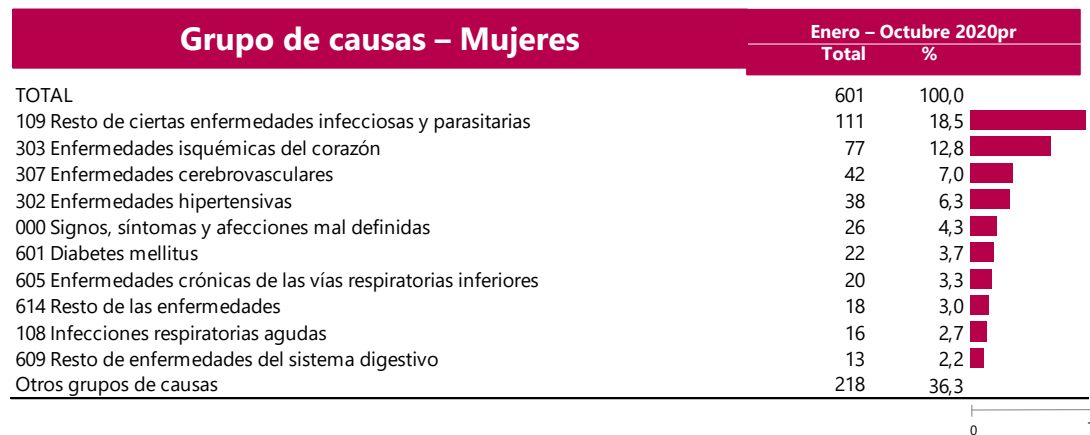 Grupo de causas – Mujeres
Enero – Octubre 2020pr
Total %
TOTAL 601 100,0
109 Resto de ciertas enfermedades infecciosas y parasitarias 111 18,5
303 Enfermedades isquémicas del corazón 77 12,8
307 Enfermedades cerebrovasculares 42 7,0
302 Enfermedades hipertensivas 38 6,3
000 Signos, síntomas y afecciones mal definidas 26 4,3
601 Diabetes mellitus 22 3,7
605 Enfermedades crónicas de las vías respiratorias inferiores 20 3,3
614 Resto de las enfermedades 18 3,0
108 Infecciones respiratorias agudas 16 2,7
609 Resto de enfermedades del sistema digestivo 13 2,2
Otros grupos de causas 218 36,3
0